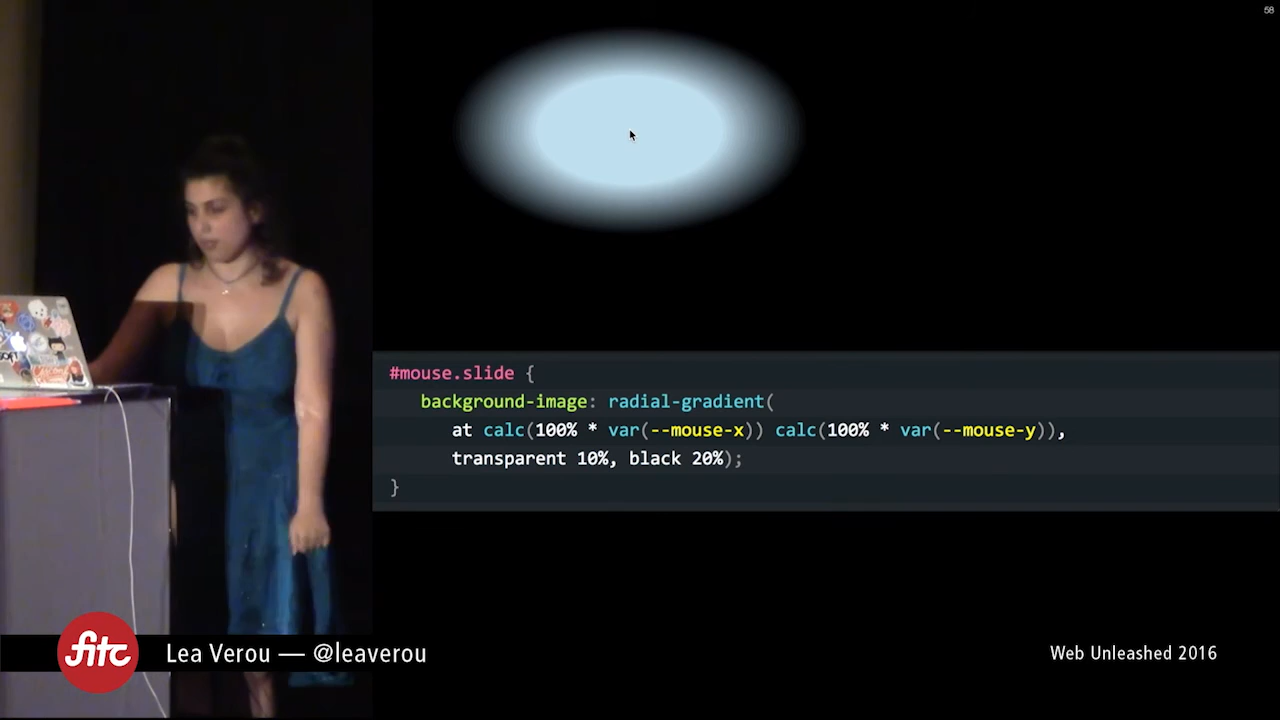 58
#mouse.slide {
background-image: radial-gradient(
at calc(100% * var(--mouse-x)) calc(100% * var(--mouse-y)),
transparent 10%, black 20%);
}
fitc
Lea Verou — @leaverou
Web Unleashed 2016